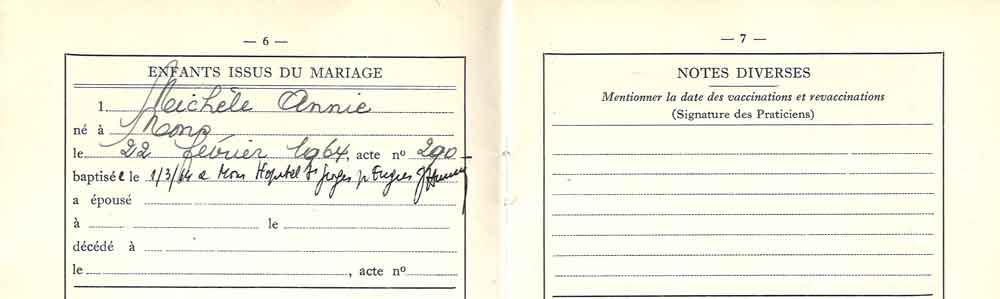 — 6 —
ENFANTS ISSUS DU MARIAGE
1. Michèle Annie
né à Mons
le 22 février 1964, acte nº 290
baptisée le 1/3/64 à Mons Hopital St Georges p
a épousé
à le
décédé à
le , acte nº
— 7 —
NOTES DIVERSES
Mentionner la date des vaccinations et revaccinations
(Signature des Praticiens)